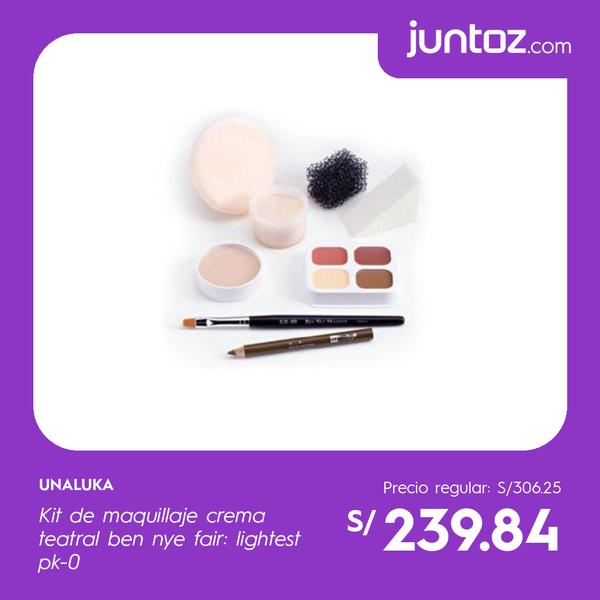 juntoz.com
UNALUKA
Kit de maquillaje crema
teatral ben nye fair: lightest
pk-0
Precio regular: S/306.25
S/ 239.84